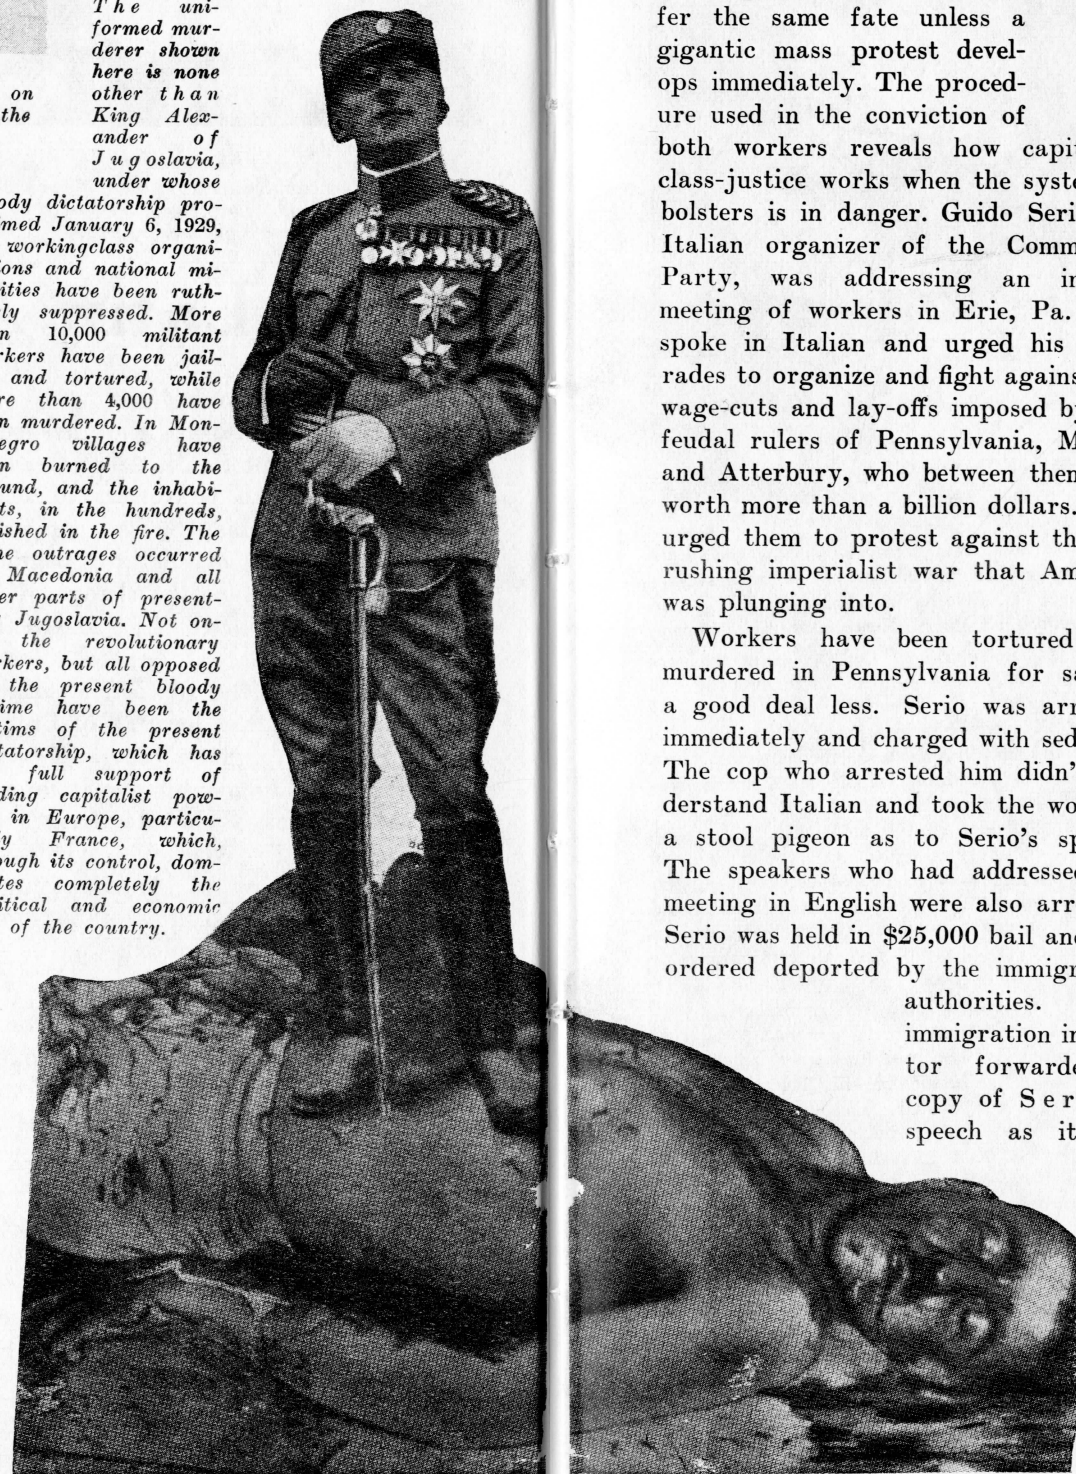 The uni-
formed mur-
derer shown
here is none
other than
King Alex-
ander of
Jugoslavia,
under whose
on
the
ody dictatorship pro-
med January 6, 1929,
workingclass organi-
ions and national mi-
ities have been ruth-
ly suppressed. More
n 10,000 militant
rkers have been jail-
and tortured, while
re than 4,000 have
n murdered. In Mon-
egro villages have
n burned to the
und, and the inhabi-
ts, in the hundreds,
ished in the fire. The
ne outrages occurred
Macedonia and all
er parts of present-
Jugoslavia. Not on-
the revolutionary
rkers, but all opposed
the present bloody
ime have been the
tims of the present
tatorship, which has
full support of
ding capitalist pow-
in Europe, particu-
y France, which,
ough its control, dom-
tes completely the
itical and economic
of the country.
fer the same fate unless a
gigantic mass protest devel-
ops immediately. The proced-
ure used in the conviction of
both workers reveals how capi
class-justice works when the syste
bolsters is in danger. Guido Seri
Italian organizer of the Comm
Party, was addressing an in
meeting of workers in Erie, Pa.
spoke in Italian and urged his
rades to organize and fight agains
wage-cuts and lay-offs imposed by
feudal rulers of Pennsylvania, M
and Atterbury, who between them
worth more than a billion dollars.
urged them to protest against th
rushing imperialist war that Am
was plunging into.
Workers have been tortured
murdered in Pennsylvania for sa
a good deal less. Serio was arr
immediately and charged with sed
The cop who arrested him didn'
derstand Italian and took the wo
a stool pigeon as to Serio's sp
The speakers who had addressed
meeting in English were also arr
Serio was held in $25,000 bail and
ordered deported by the immigr
authorities.
immigration in
tor forwarde
copy of Ser
speech as it